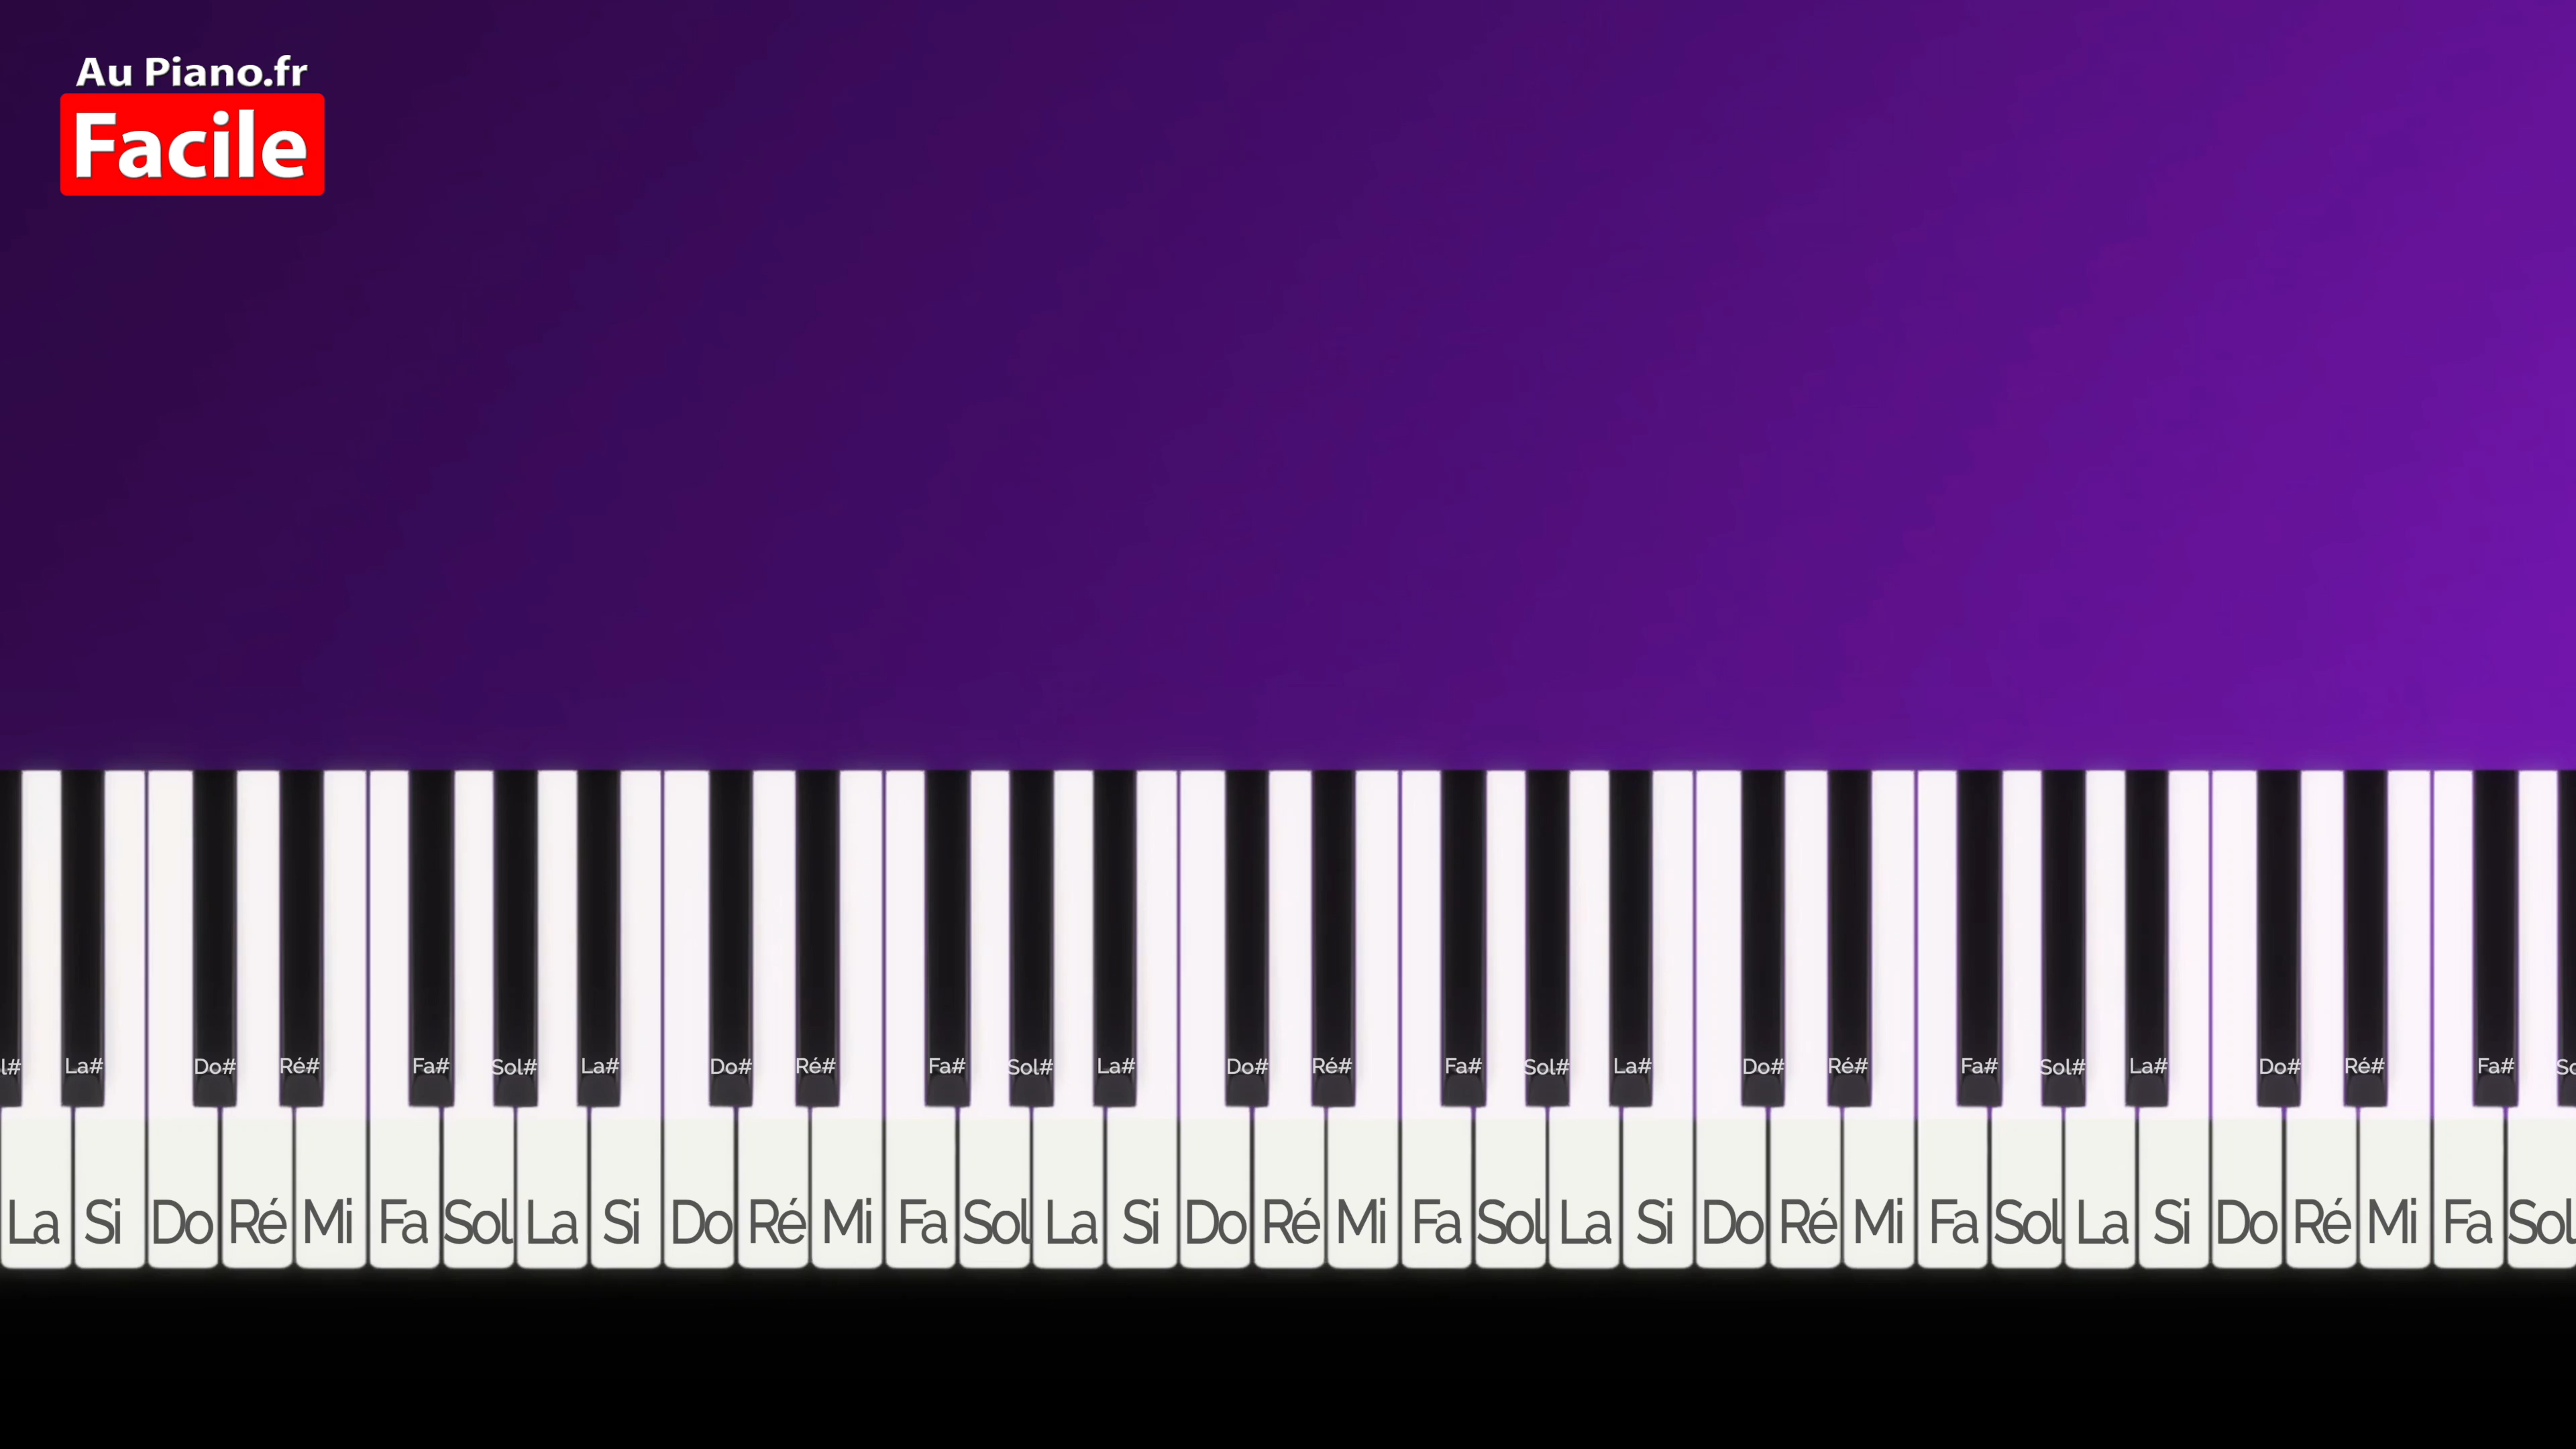 Au Piano.fr
Facile
l# La# Do# Ré# Fa# Sol# La# Do# Ré# Fa# Sol# La# Do# Ré# Fa# Sol# La# Do# Ré# Fa# Sol# La# Do# Ré# Fa# So
La Si Do Ré Mi Fa Sol La Si Do Ré Mi Fa Sol La Si Do Ré Mi Fa Sol La Si Do Ré Mi Fa Sol La Si Do Ré Mi Fa Sol